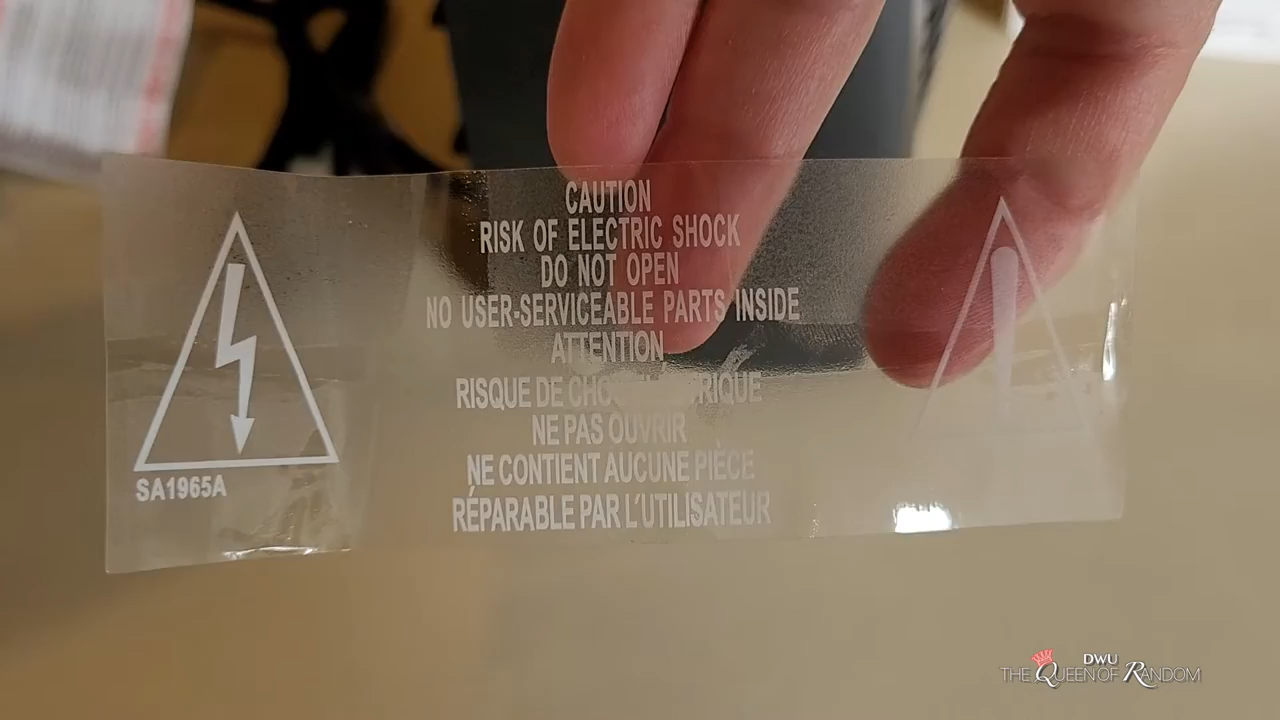 CAUTION
RISK OF ELECTRIC SHOCK
DO NOT OPEN
NO USER-SERVICEABLE PARTS INSIDE
ATTENTION
RISQUE DE
NE PAS OUVRIR
NE CONTIENT AUCUNE PIÈCE
RÉPARABLE PAR L'UTILISATEUR
SA1965A
DWU
THE QUEEN OF RANDOM